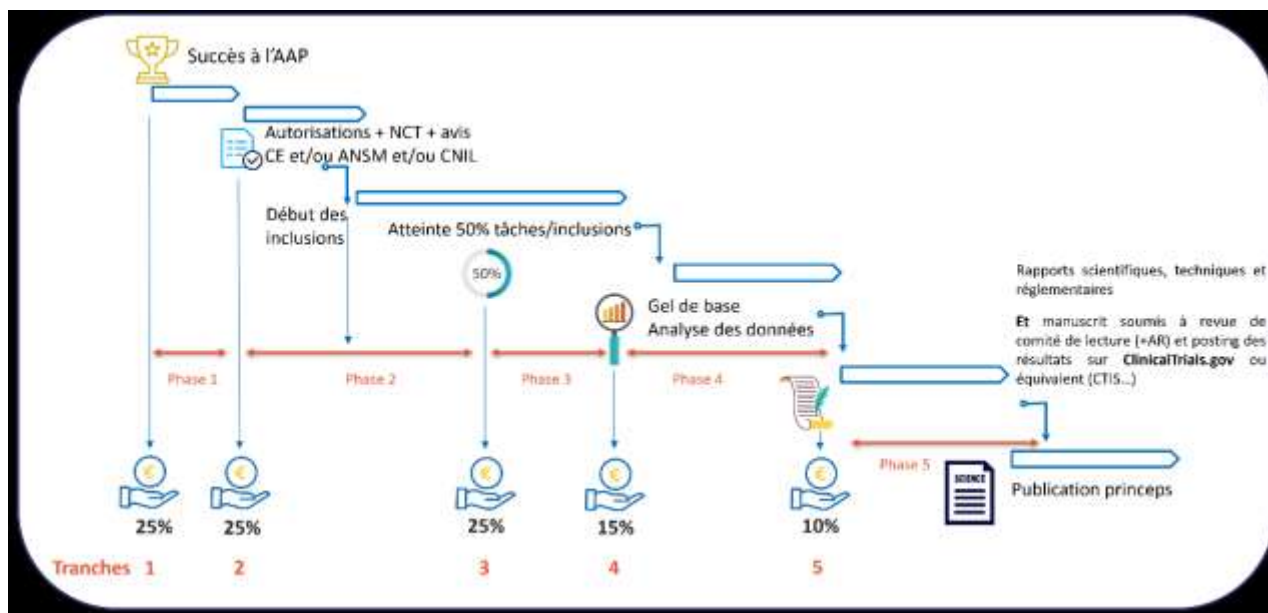 Succès à l'AAP
Autorisations + NCT + avis
CE et/ou ANSM et/ou CNIL
Début des
inclusions
Atteinte 50% tâches/inclusions
50%
Gel de base
Analyse des données
Rapports scientifiques, techniques et
réglementaires
Et manuscrit soumis à revue de
comité de lecture (+AR) et posting des
résultats sur ClinicalTrials.gov ou
équivalent (CTIS...)
Phase 1
Phase 2
Phase 3
Phase 4
Phase 5
SCIENCE
Publication princeps
€
€
€
€
€
25%
25%
25%
15%
10%
Tranches 1 2 3 4 5